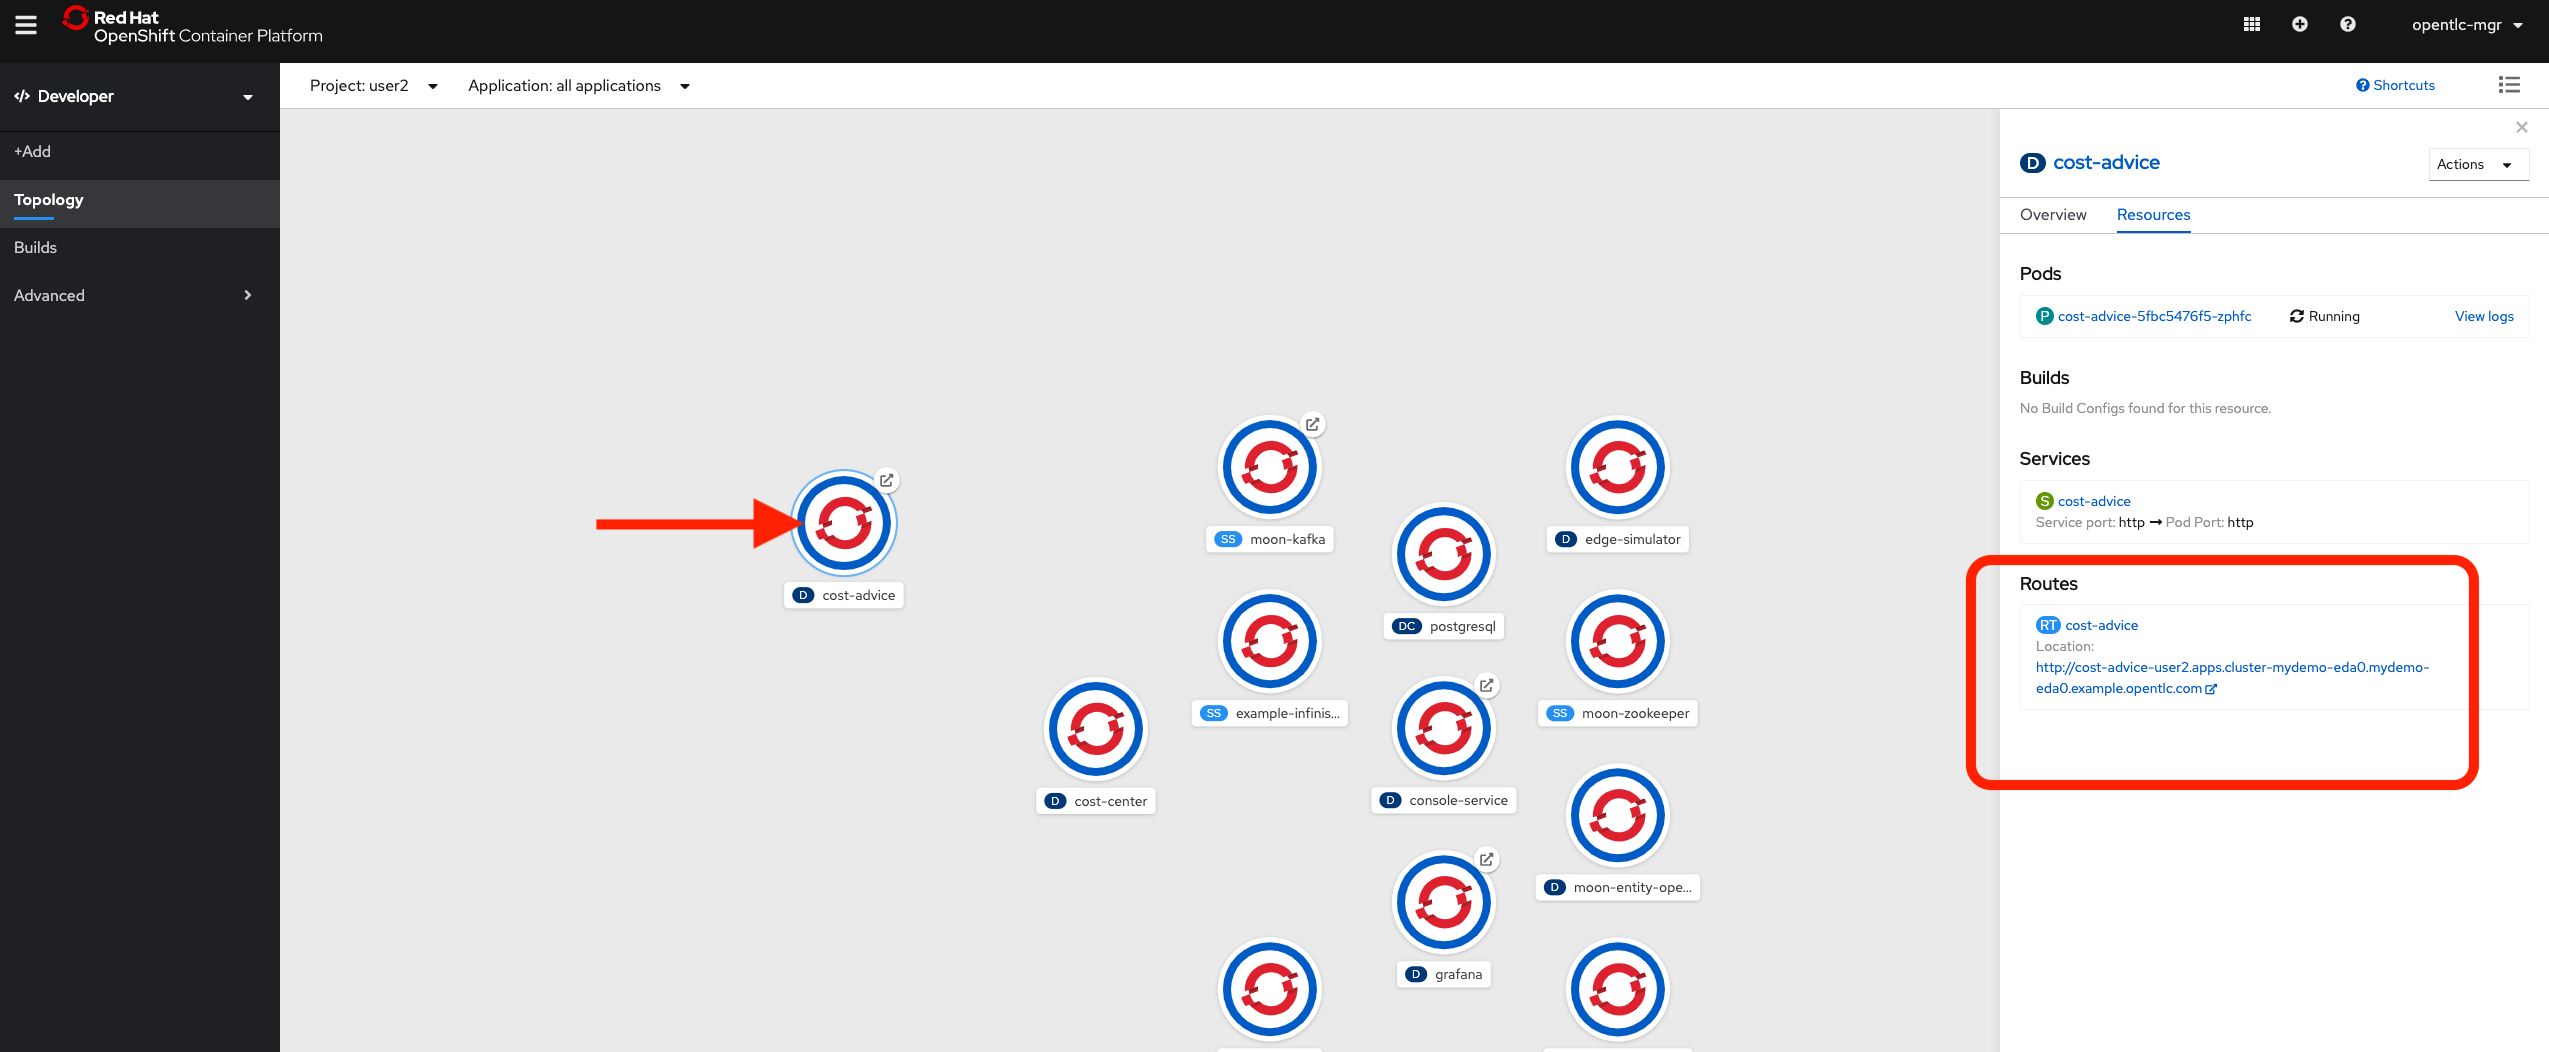 Red Hat
OpenShift Container Platform
opentlc-mgr
Developer
Project: user2
Application: all applications
Shortcuts
+Add
Topology
Builds
Advanced
D cost-advice
Actions
Overview
Resources
Pods
P cost-advice-5fbc5476f5-zphfc
Running
View logs
Builds
No Build Configs found for this resource.
Services
S cost-advice
Service port: http → Pod Port: http
Routes
RT cost-advice
Location:
http://cost-advice-user2.apps.cluster-mydemo-eda0.mydemo-
eda0.example.opentlc.com
SS moon-kafka
D edge-simulator
D cost-advice
DC postgresql
SS example-infinis...
SS moon-zookeeper
D cost-center
D console-service
D moon-entity-ope...
D grafana